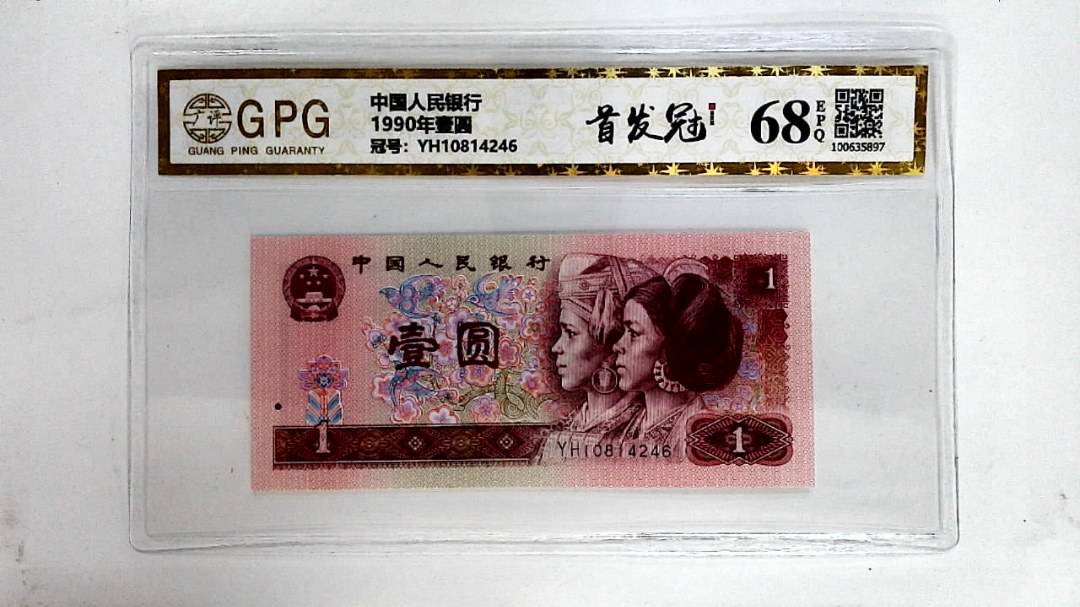 广评
GPG
GUANG PING GUARANTY
中国人民银行
1990年壹圆
冠号：YH10814246
首发冠
68
EPQ
100635897
中国人民银行
1
壹圆
1
YH10814246
1